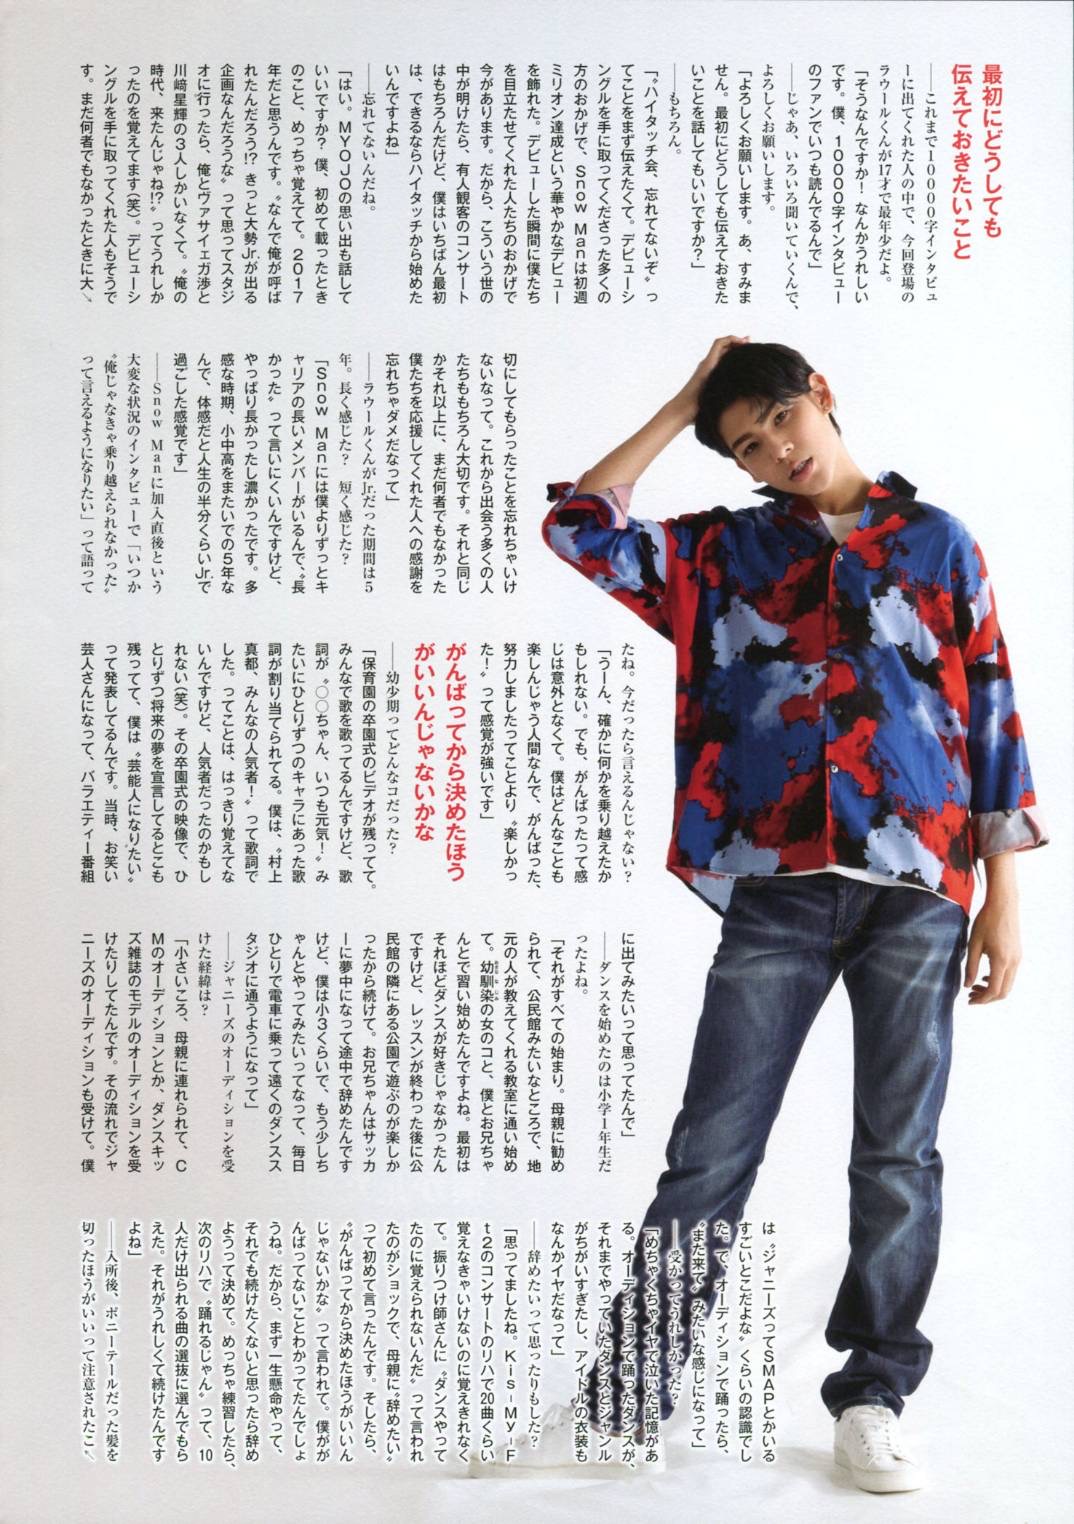 最初にどうしても
伝えておきたいこと
――これまで10000字インタビュ
ーに出てくれた人の中で、今回登場の
ラウールくんが17才で最年少だよ。
「そうなんですか！なんかうれしい
です。僕、10000字インタビュー
のファンでいつも読んでるんで」
――じゃあ、いろいろ聞いていくんで、
よろしくお願いします。
「よろしくお願いします。あ、すみま
せん。最初にどうしても伝えておきた
いことを話してもいいですか？」
――もちろん。
「〝ハイタッチ会、忘れてないぞ〟っ
てことをまず伝えたくて。デビューシ
ングルを手に取ってくださった多くの
方のおかげで、Snow Manは初週
ミリオン達成という華やかなデビュー
を飾れた。デビューした瞬間に僕たち
を目立たせてくれた人たちのおかげで
今があります。だから、こういう世の
中が明けたら、有人観客のコンサート
はもちろんだけど、僕はいちばん最初
は、できるならハイタッチから始めた
いんですよね」
――忘れてないんだね。
「はい。MYOJOの思い出も話して
いいですか？ 僕、初めて載ったとき
のこと、めっちゃ覚えてて。2017
年だと思うんです。〝なんで俺が呼ば
れたんだろう!? きっと大勢Jr.が出る
企画なんだろうな〟って思ってスタジ
オに行ったら、俺とヴァサイェガ渉と
川﨑星輝の3人しかいなくて。〝俺の
時代、来たんじゃね!?〟ってうれしか
ったのを覚えてます(笑)。デビューシ
ングルを手に取ってくれた人もそうで
す。まだ何者でもなかったときに大↘
切にしてもらったことを忘れちゃいけ
ないなって。これから出会う多くの人
たちももちろん大切です。それと同じ
かそれ以上に、まだ何者でもなかった
僕たちを応援してくれた人への感謝を
忘れちゃダメだなって」
――ラウールくんがJr.だった期間は5
年。長く感じた？ 短く感じた？
「Snow Manには僕よりずっとキ
ャリアの長いメンバーがいるんで、〝長
かった〟って言いにくいんですけど、
やっぱり長かったし濃かったです。多
感な時期、小中高をまたいでの5年な
んで、体感だと人生の半分くらいJr.で
過ごした感覚です」
――Snow Manに加入直後という
大変な状況のインタビューで「いつか
〝俺じゃなきゃ乗り越えられなかった〟
って言えるようになりたい」って語って
たね。今だったら言えるんじゃない？
「うーん、確かに何かを乗り越えたか
もしれない。でも、がんばったって感
じは意外となくて。僕はどんなことも
楽しんじゃう人間なんで、がんばった、
努力しましたってことより〝楽しかっ
た！〟って感覚が強いです」
がんばってから決めたほう
がいいんじゃないかな
――幼少期ってどんなコだった？
「保育園の卒園式のビデオが残ってて。
みんなで歌を歌ってるんですけど、歌
詞が〝○○ちゃん、いつも元気！〟み
たいにひとりずつのキャラにあった歌
詞が割り当てられてる。僕は、〝村上
真都、みんなの人気者！〟って歌詞で
した。ってことは、はっきり覚えてな
いんですけど、人気者だったのかもし
れない(笑)。その卒園式の映像で、ひ
とりずつ将来の夢を宣言してるとこも
残ってて、僕は〝芸能人になりたい〟
って発表してるんです。当時、お笑い
芸人さんになって、バラエティー番組
に出てみたいって思ってたんで」
――ダンスを始めたのは小学1年生だ
ったよね。
「それがすべての始まり。母親に勧め
られて、公民館みたいなところで、地
元の人が教えてくれる教室に通い始め
て。幼馴染の女のコと、僕とお兄ちゃ
んとで習い始めたんですよね。最初は
それほどダンスが好きじゃなかったん
ですけど、レッスンが終わった後に公
民館の隣にある公園で遊ぶのが楽しか
ったから続けて。お兄ちゃんはサッカ
ーに夢中になって途中で辞めたんです
けど、僕は小3くらいで、もう少しち
ゃんとやってみたいってなって、毎日
ひとりで電車に乗って遠くのダンスス
タジオに通うようになって」
――ジャニーズのオーディションを受
けた経緯は？
「小さいころ、母親に連れられて、C
Mのオーディションとか、ダンスキッ
ズ雑誌のモデルのオーディションを受
けたりしてたんです。その流れでジャ
ニーズのオーディションも受けて。僕
は〝ジャニーズってSMAPとかいる
すごいとこだよな〟くらいの認識でし
た。で、オーディションで踊ったら、
〝また来て〟みたいな感じになって」
――受かってうれしかった？
「めちゃくちゃイヤで泣いた記憶があ
る。オーディションで踊ったダンスが、
それまでやっていたダンスとジャンル
がちがいすぎたし、アイドルの衣装も
なんかイヤだなって」
――辞めたいって思ったりもした？
「思ってましたね。Kis-My-F
t2のコンサートのリハで20曲くらい
覚えなきゃいけないのに覚えきれなく
て。振りつけ師さんに〝ダンスやって
たのに覚えられないんだ〟って言われ
たのがショックで、母親に〝辞めたい〟
って初めて言ったんです。そしたら、
〝がんばってから決めたほうがいいん
じゃないかな〟って言われて。僕がが
んばってないことわかってたんでしょ
うね。だから、まず一生懸命やって、
それでも続けたくないと思ったら辞め
ようって決めて。めっちゃ練習したら、
次のリハで〝踊れるじゃん〟って、10
人だけ出られる曲の選抜に選んでもら
えた。それがうれしくて続けたんです
よね」
――入所後、ポニーテールだった髪を
切ったほうがいいって注意されたこ↖